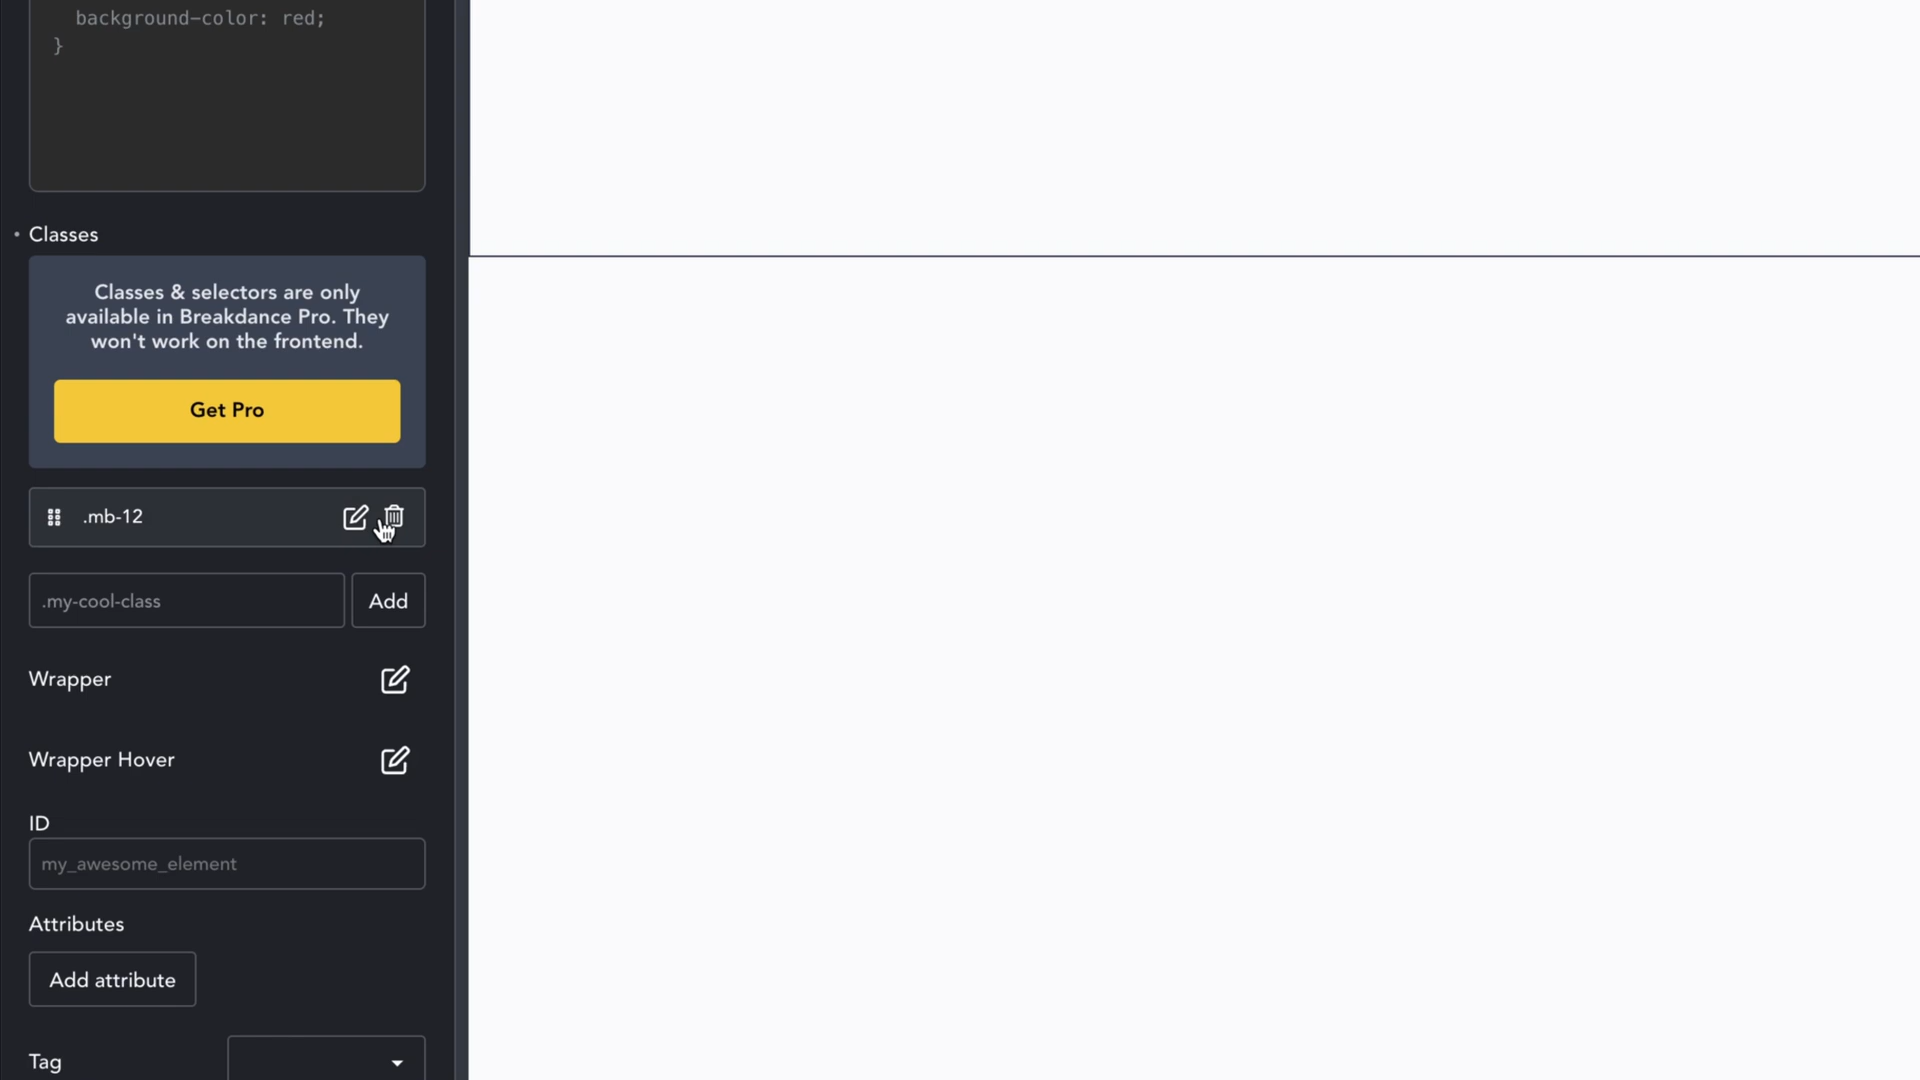 background-color: red;
}
Classes
Classes & selectors are only
available in Breakdance Pro. They
won't work on the frontend.
Get Pro
.mb-12
.my-cool-class
Add
Wrapper
Wrapper Hover
ID
my_awesome_element
Attributes
Add attribute
Tag